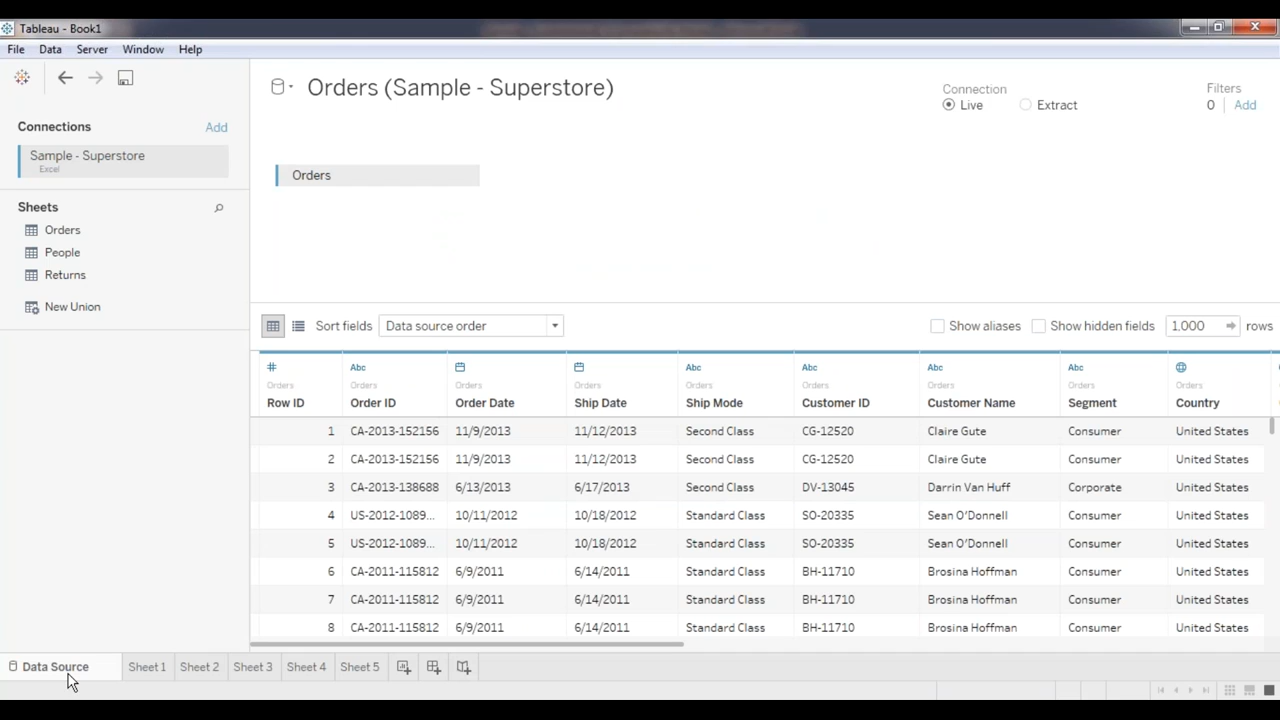 Tableau - Book1
File Data Server Window Help
Connections Add
Sample - Superstore
Excel
Sheets
Orders
People
Returns
New Union
Orders (Sample - Superstore)
Connection
Live Extract
Filters
0 Add
Orders
Sort fields Data source order Show aliases Show hidden fields 1,000 rows
# Abc Abc Abc Abc Abc
Orders Orders Orders Orders Orders Orders Orders Orders Orders
Row ID Order ID Order Date Ship Date Ship Mode Customer ID Customer Name Segment Country
1 CA-2013-152156 11/9/2013 11/12/2013 Second Class CG-12520 Claire Gute Consumer United States
2 CA-2013-152156 11/9/2013 11/12/2013 Second Class CG-12520 Claire Gute Consumer United States
3 CA-2013-138688 6/13/2013 6/17/2013 Second Class DV-13045 Darrin Van Huff Corporate United States
4 US-2012-1089... 10/11/2012 10/18/2012 Standard Class SO-20335 Sean O'Donnell Consumer United States
5 US-2012-1089... 10/11/2012 10/18/2012 Standard Class SO-20335 Sean O'Donnell Consumer United States
6 CA-2011-115812 6/9/2011 6/14/2011 Standard Class BH-11710 Brosina Hoffman Consumer United States
7 CA-2011-115812 6/9/2011 6/14/2011 Standard Class BH-11710 Brosina Hoffman Consumer United States
8 CA-2011-115812 6/9/2011 6/14/2011 Standard Class BH-11710 Brosina Hoffman Consumer United States
Data Source Sheet 1 Sheet 2 Sheet 3 Sheet 4 Sheet 5